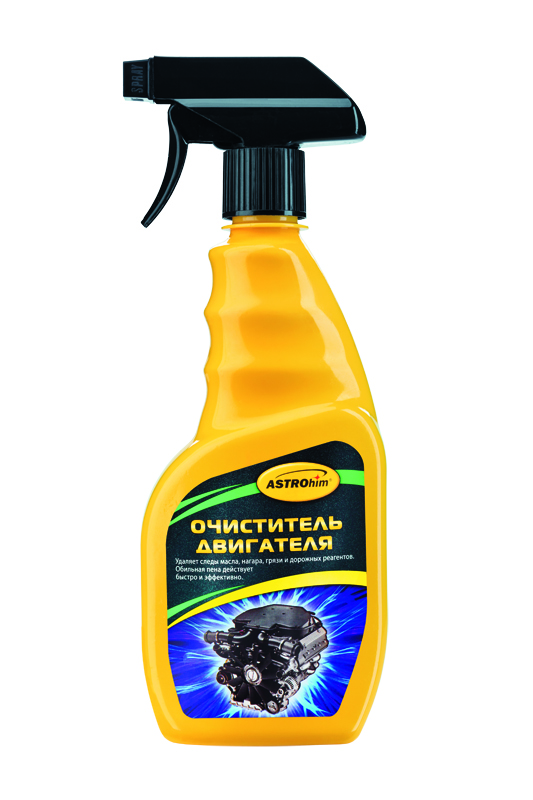 SPRAY
ASTROhim®
ОЧИСТИТЕЛЬ
ДВИГАТЕЛЯ
Удаляет следы масла, нагара, грязи и дорожных реагентов.
Обильная пена действует
быстро и эффективно.